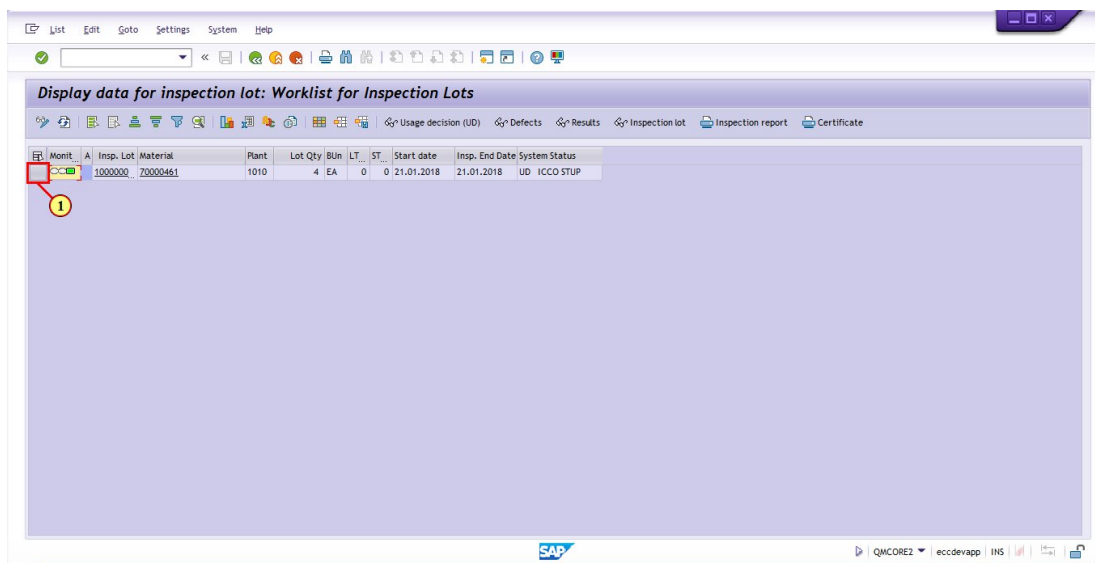 List Edit Goto Settings System Help
Display data for inspection lot: Worklist for Inspection Lots
Usage decision (UD) Defects Results Inspection lot Inspection report Certificate
Monit... A Insp. Lot Material Plant Lot Qty BUn LT... ST... Start date Insp. End Date System Status
1000000... 70000461 1010 4 EA 0 0 21.01.2018 21.01.2018 UD ICCO STUP
1
SAP QMCORE2 eccdevapp INS